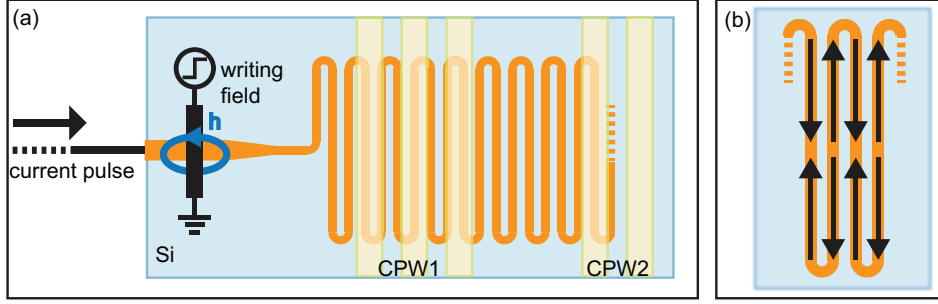 (a)
writing
field
h
current pulse
Si
CPW1
CPW2
(b)